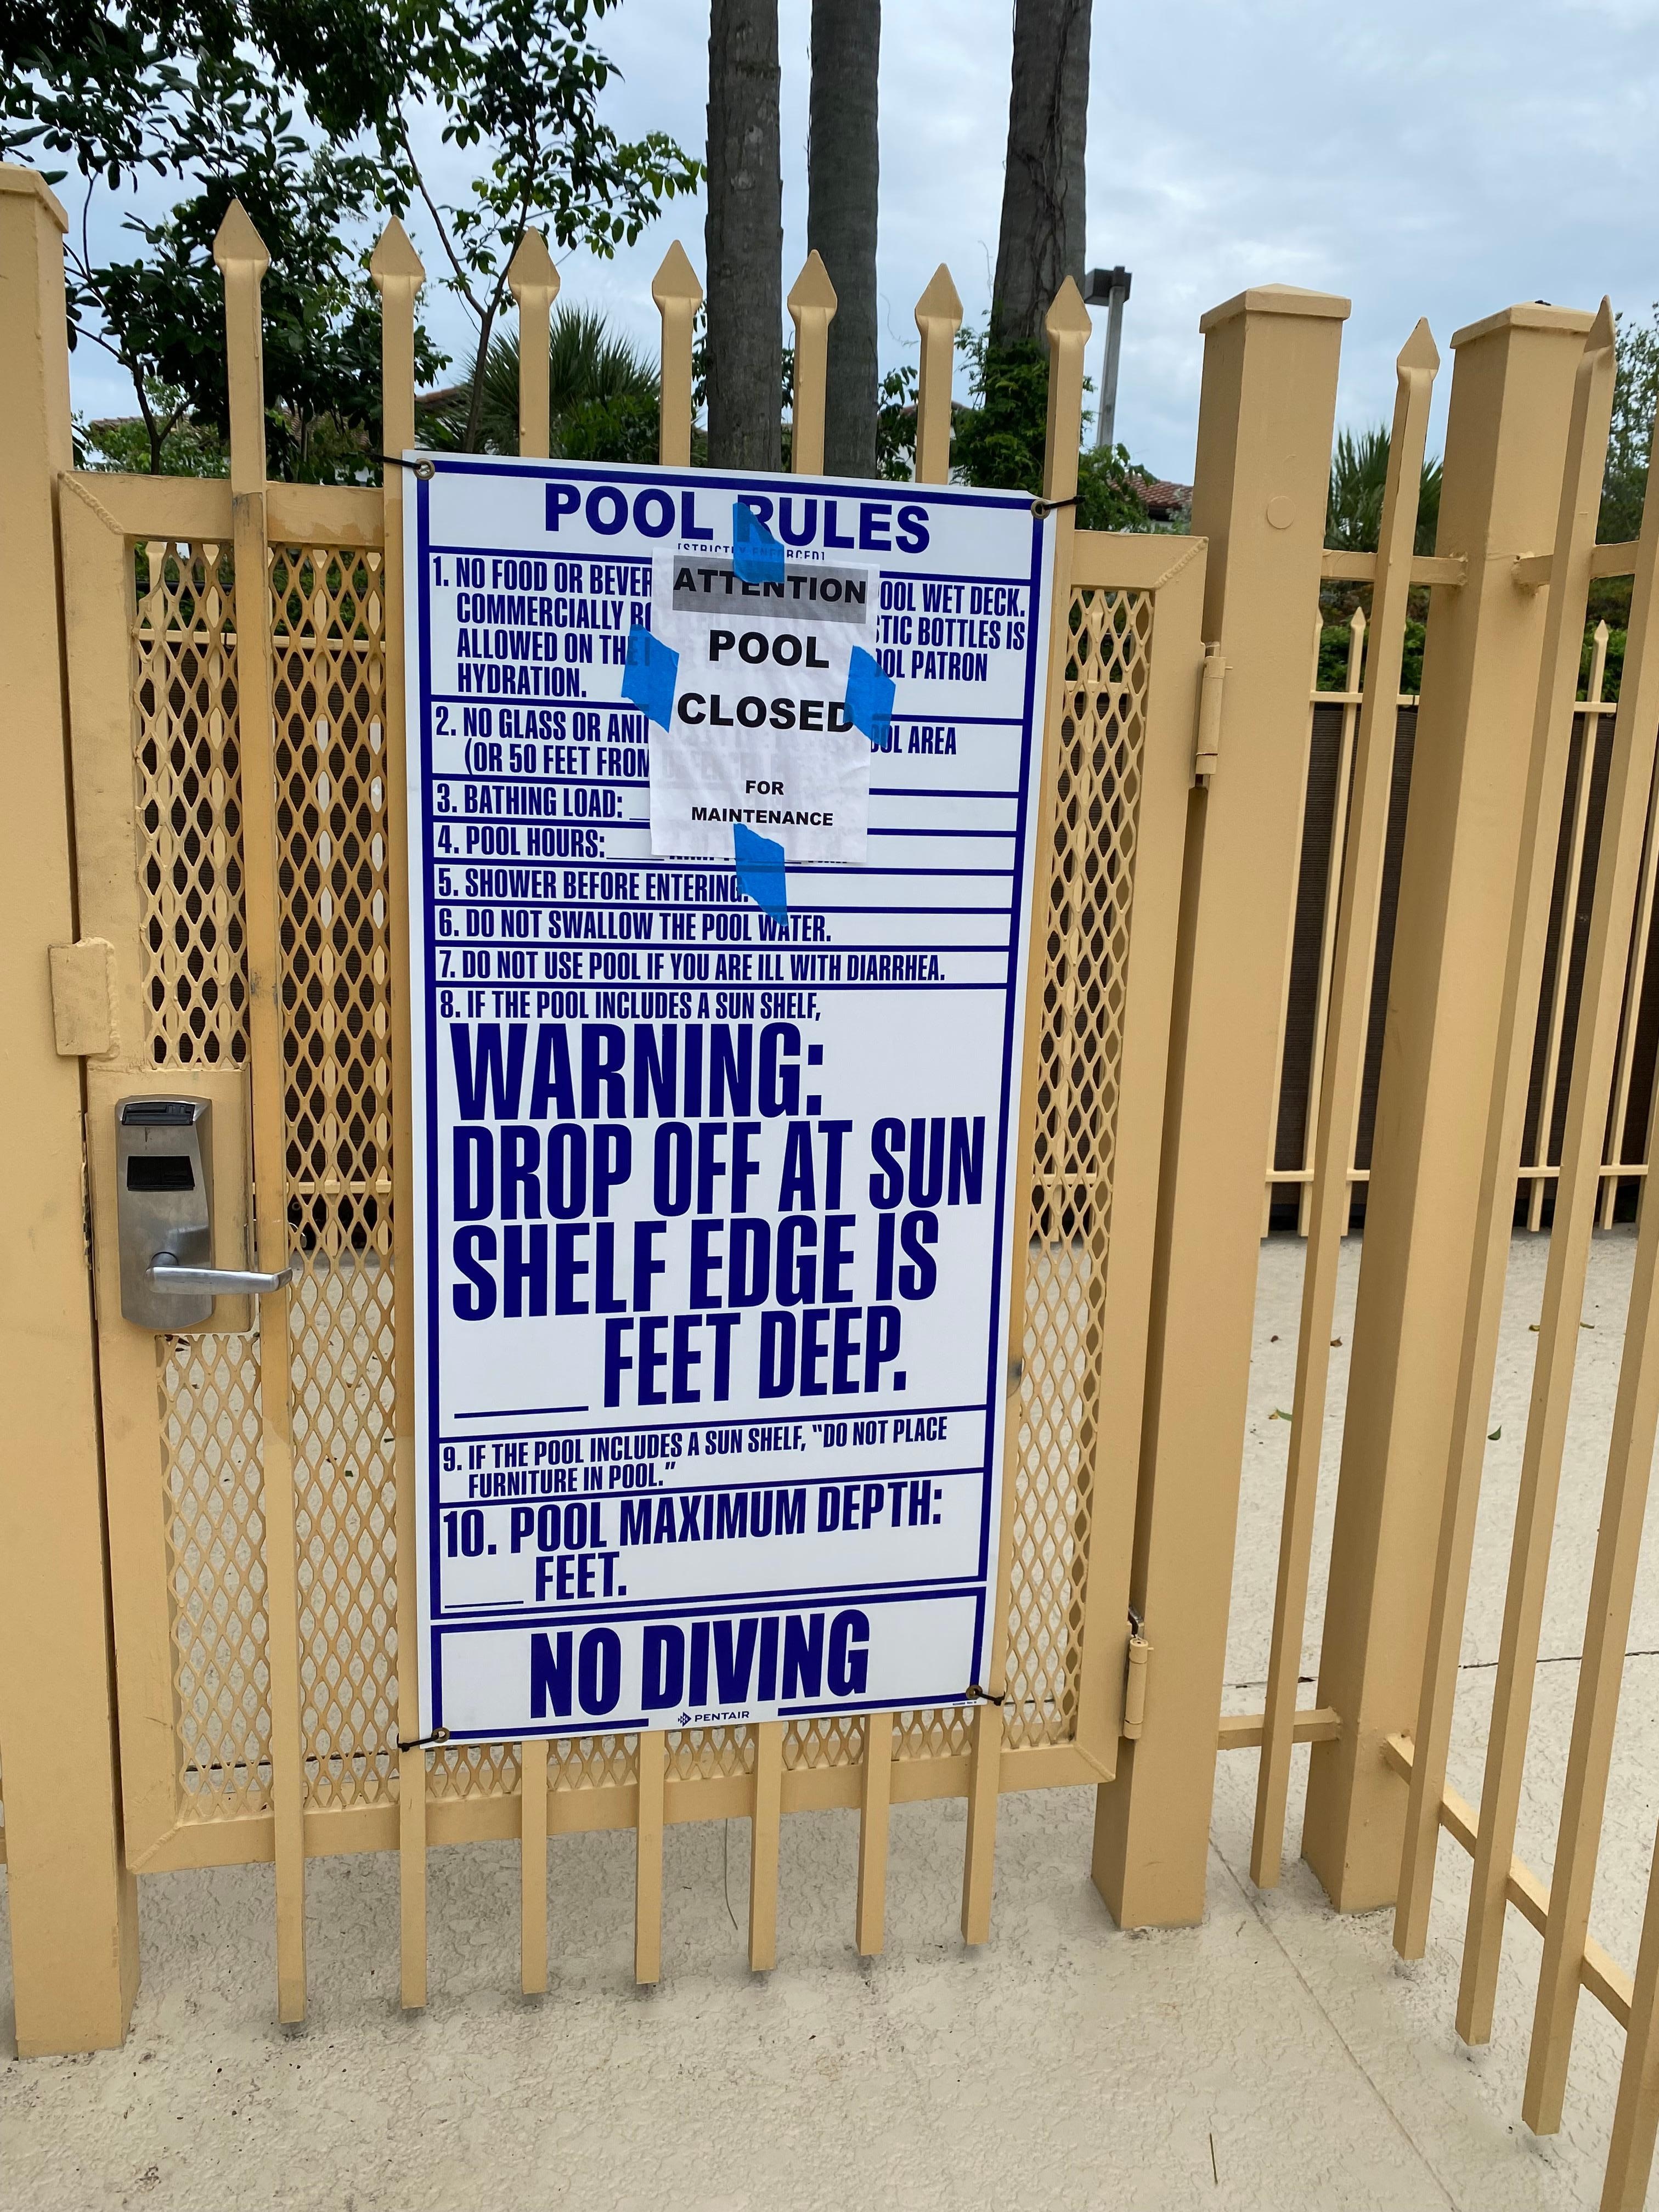 POOL RULES
[STRICTLY ENFORCED]
1. NO FOOD OR BEVER
OOL WET DECK.
COMMERCIALLY BO
STIC BOTTLES IS
ALLOWED ON THE
OOL PATRON
HYDRATION.
2. NO GLASS OR ANI
OOL AREA
(OR 50 FEET FROM
3. BATHING LOAD:
4. POOL HOURS:
ATTENTION
POOL
CLOSED
FOR
MAINTENANCE
5. SHOWER BEFORE ENTERING.
6. DO NOT SWALLOW THE POOL WATER.
7. DO NOT USE POOL IF YOU ARE ILL WITH DIARRHEA.
8. IF THE POOL INCLUDES A SUN SHELF,
WARNING:
DROP OFF AT SUN
SHELF EDGE IS
____ FEET DEEP.
9. IF THE POOL INCLUDES A SUN SHELF, “DO NOT PLACE
FURNITURE IN POOL.”
10. POOL MAXIMUM DEPTH:
____ FEET.
NO DIVING
PENTAIR